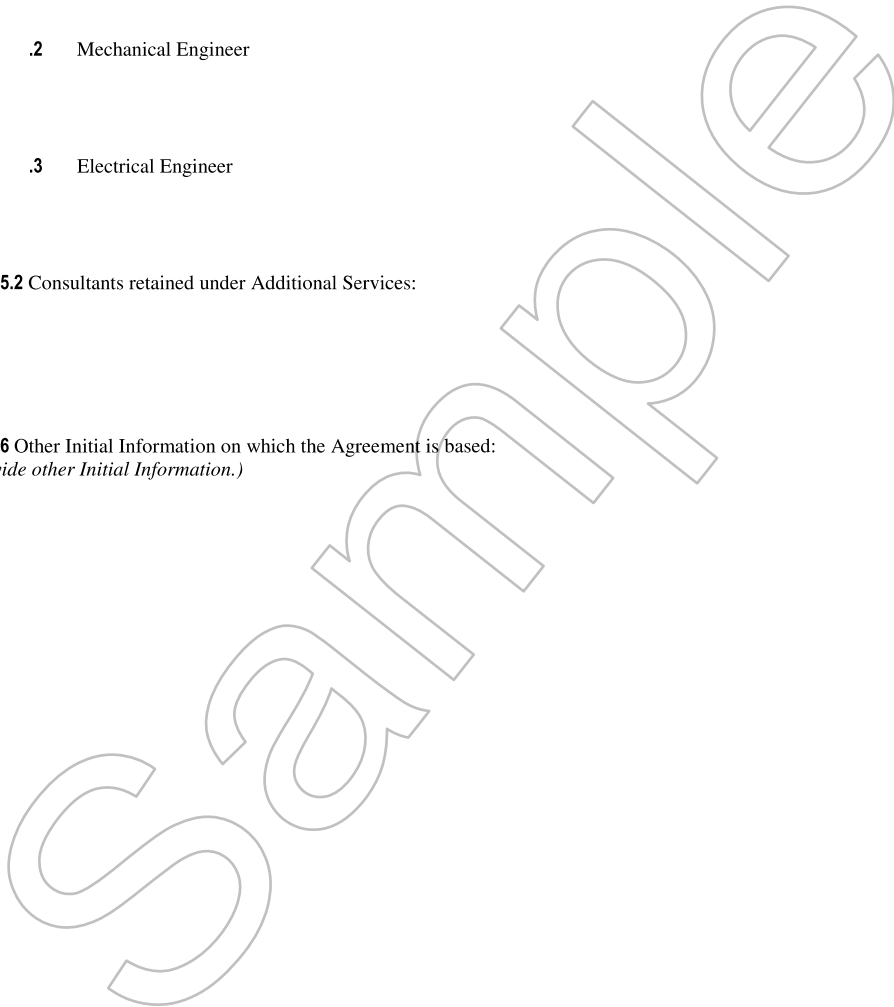 .2 Mechanical Engineer
.3 Electrical Engineer
5.2 Consultants retained under Additional Services:
6 Other Initial Information on which the Agreement is based:
ide other Initial Information.)
Sample